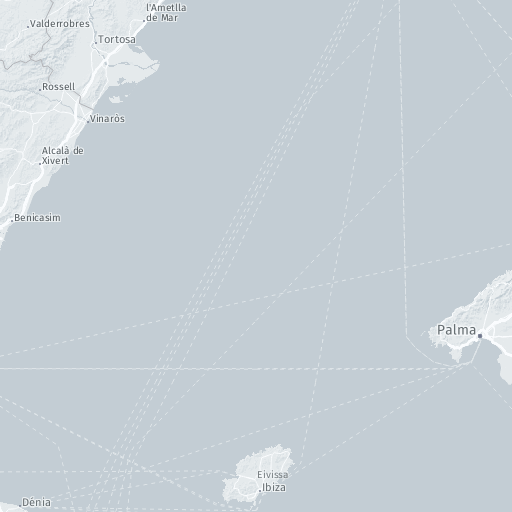 l'Ametlla
de Mar
Valderrobres
Tortosa
Rossell
Vinaròs
Alcalà de
Xivert
Benicasim
Palma
Eivissa
Ibiza
Dénia